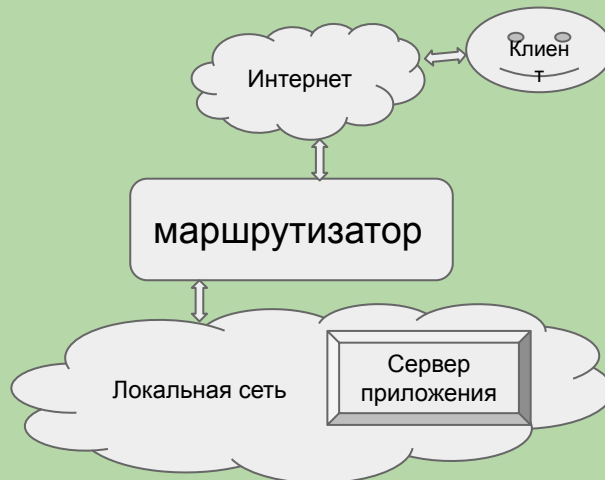 Клиен
т
Интернет
маршрутизатор
Локальная сеть
Сервер
приложения